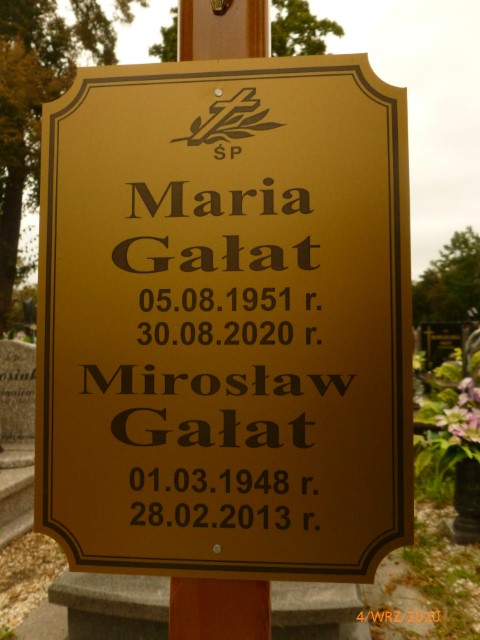 ŚP
Maria
Gałat
05.08.1951 r.
30.08.2020 r.
Mirosław
Gałat
01.03.1948 r.
28.02.2013 r.
4/WRZ/2020